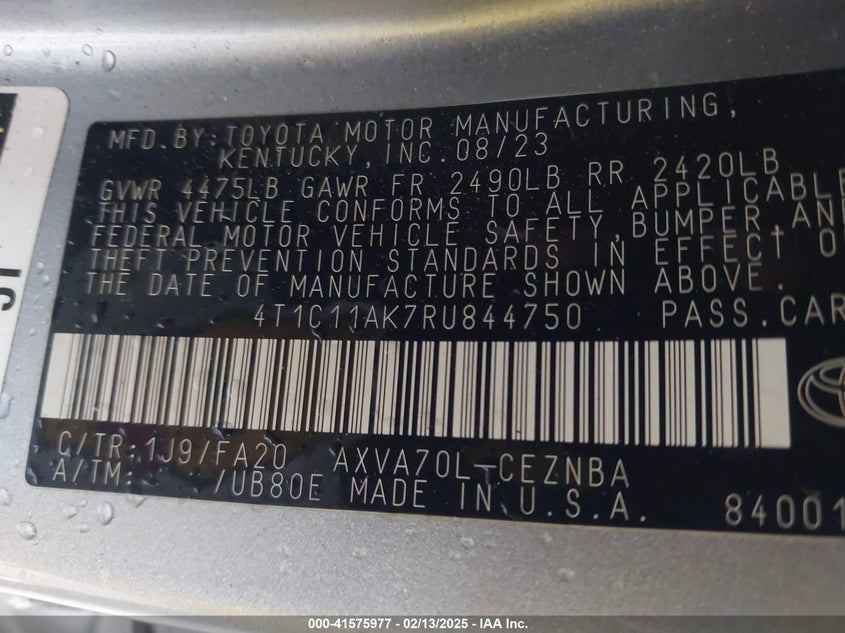 MFD. BY: TOYOTA MOTOR MANUFACTURING,
KENTUCKY, INC. 08/23
GVWR 4475LB GAWR FR 2490LB RR 2420LB
THIS VEHICLE CONFORMS TO ALL APPLICABLE
FEDERAL MOTOR VEHICLE SAFETY, BUMPER, AND
THEFT PREVENTION STANDARDS IN EFFECT O
THE DATE OF MANUFACTURE SHOWN ABOVE.
4T1C11AK7RU844750 PASS. CAR
C/TR: 1J9/FA20 AXVA70L-CEZNBA
A/TM: /UB80E MADE IN U.S.A. 84001
000-41575977 - 02/13/2025 - IAA Inc.